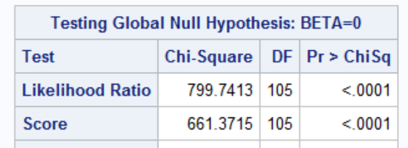 Testing Global Null Hypothesis: BETA=0
Test Chi-Square DF Pr > ChiSq
Likelihood Ratio 799.7413 105 <.0001
Score 661.3715 105 <.0001